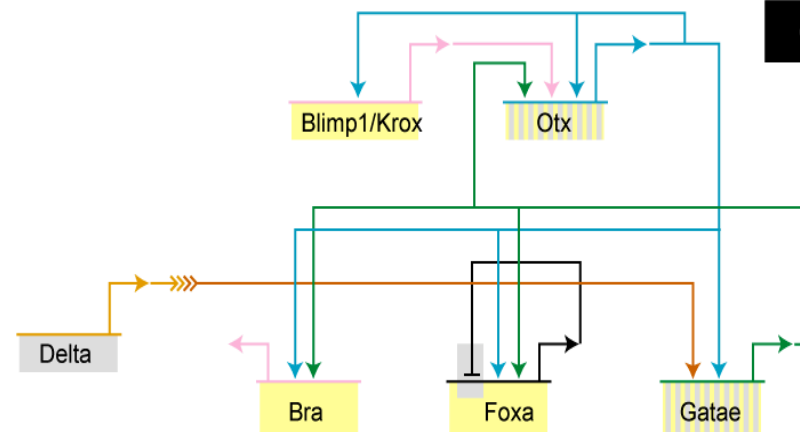 Blimp1/Krox
Otx
Delta
Bra
Foxa
Gatae